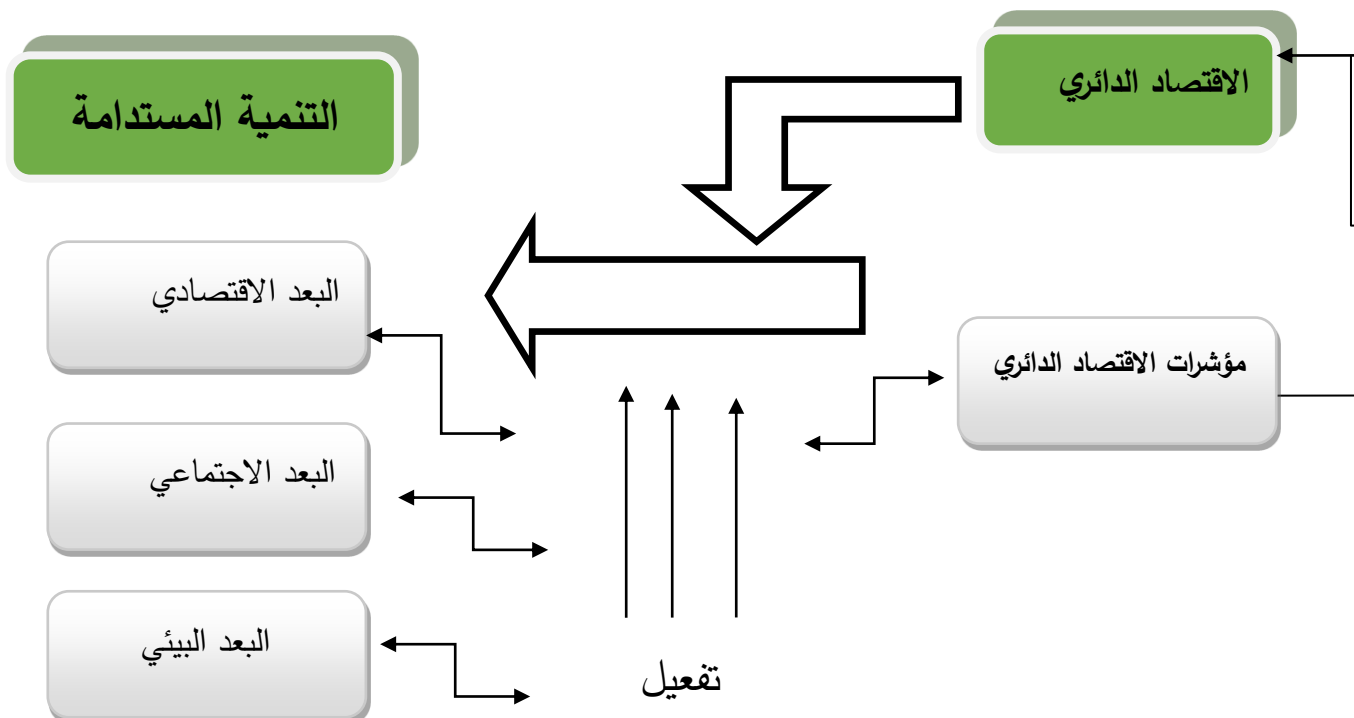 الاقتصاد الدائري
التنمية المستدامة
البعد الاقتصادي
مؤشرات الاقتصاد الدائري
البعد الاجتماعي
البعد البيئي
تفعيل